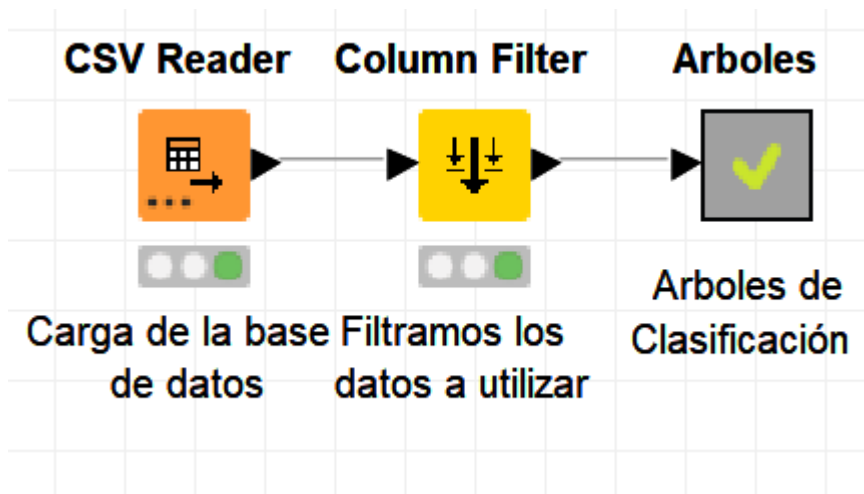 CSV Reader
Column Filter
Arboles
Carga de la base
de datos
Filtramos los
datos a utilizar
Arboles de
Clasificación